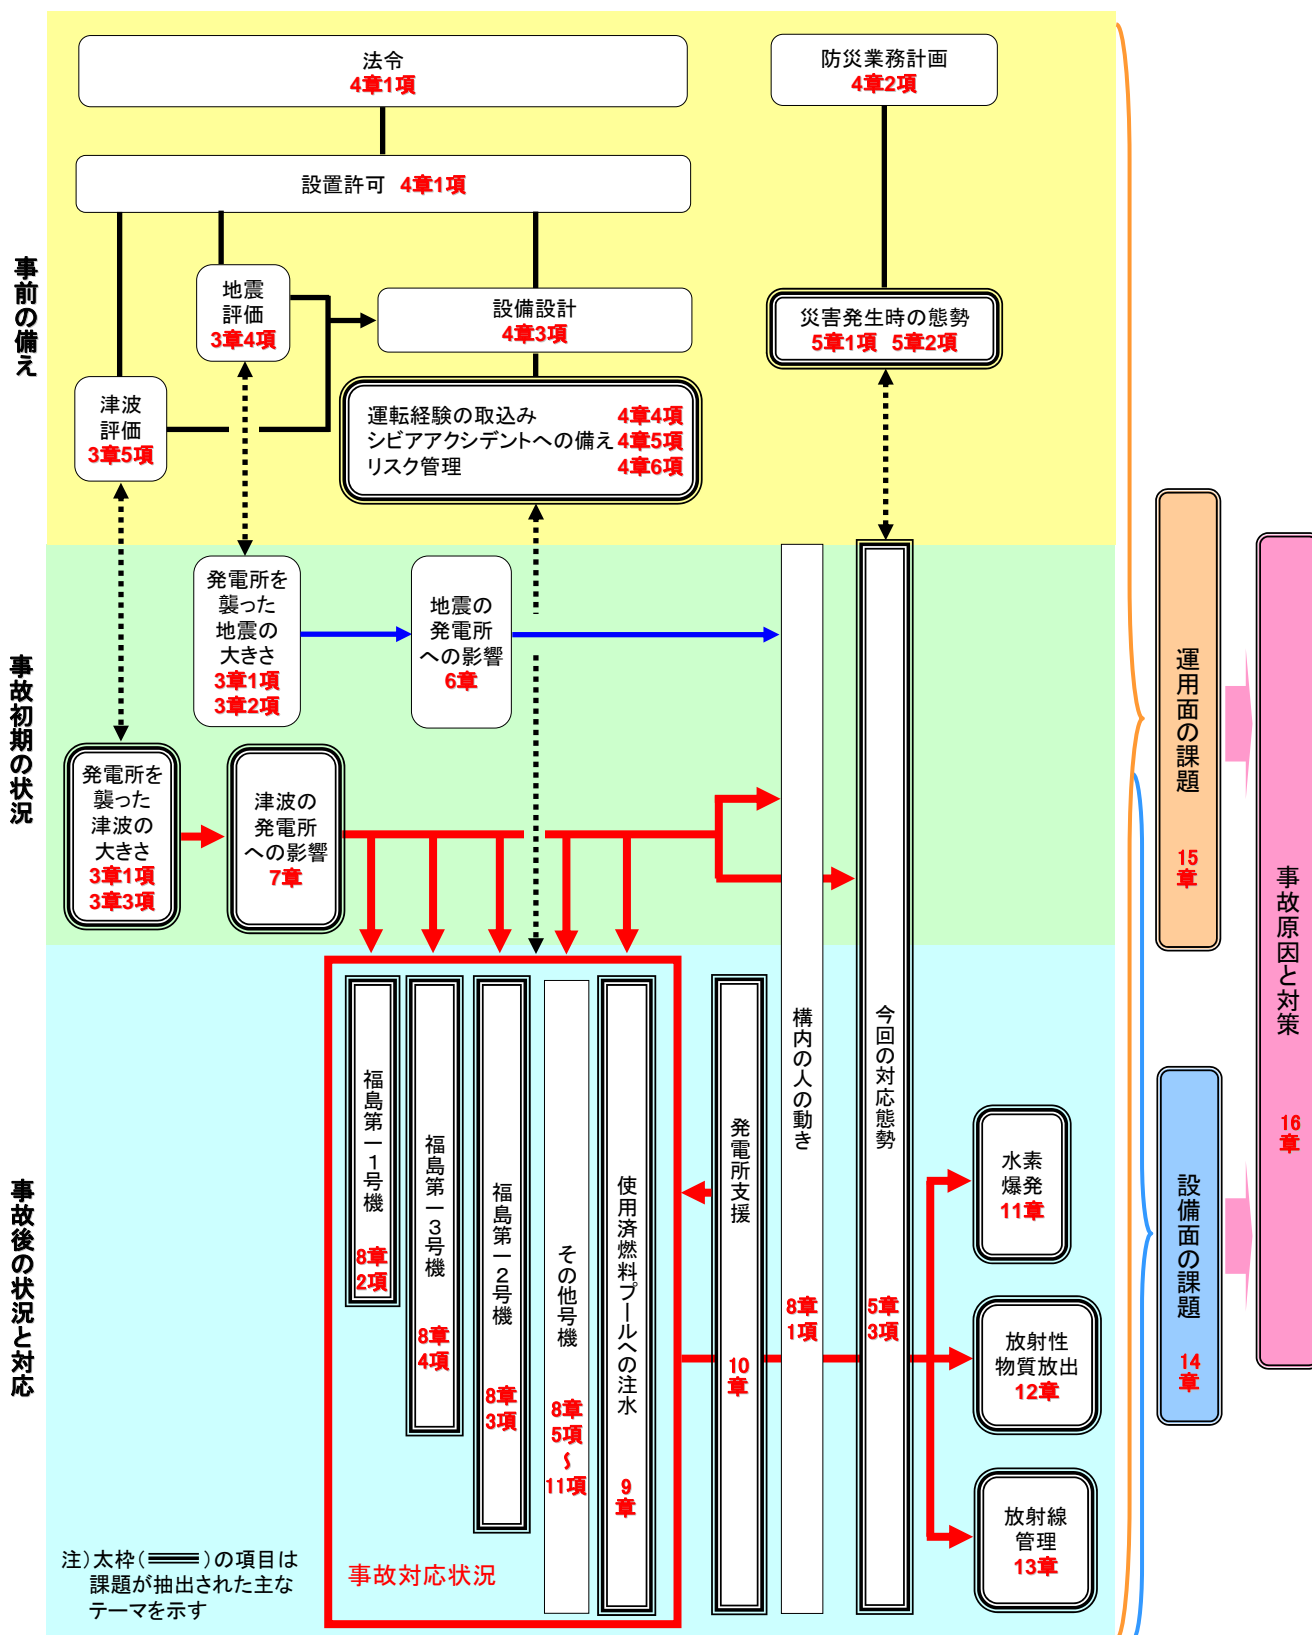 法令
4章1項
防災業務計画
4章2項
設置許可 4章1項
事前の備え
地震
評価
3章4項
設備設計
4章3項
災害発生時の態勢
5章1項 5章2項
津波
評価
3章5項
運転経験の取込み 4章4項
シビアアクシデントへの備え 4章5項
リスク管理 4章6項
事故初期の状況
発電所を
襲った
地震の
大きさ
3章1項
3章2項
地震の
発電所
への影響
6章
発電所を
襲った
津波の
大きさ
3章1項
3章3項
津波の
発電所
への影響
7章
事故後の状況と対応
福島第一1号機
8章
2項
福島第一3号機
8章
4項
福島第一2号機
8章
3項
その他号機
8章
5項
~
11項
使用済燃料プールへの注水
9
章
発電所支援
10
章
構内の人の動き
8章
1項
今回の対応態勢
5章
3項
水素
爆発
11章
放射性
物質放出
12章
放射線
管理
13章
事故対応状況
注)太枠( )の項目は
課題が抽出された主な
テーマを示す
運用面の課題
15
章
設備面の課題
14
章
事故原因と対策
16
章